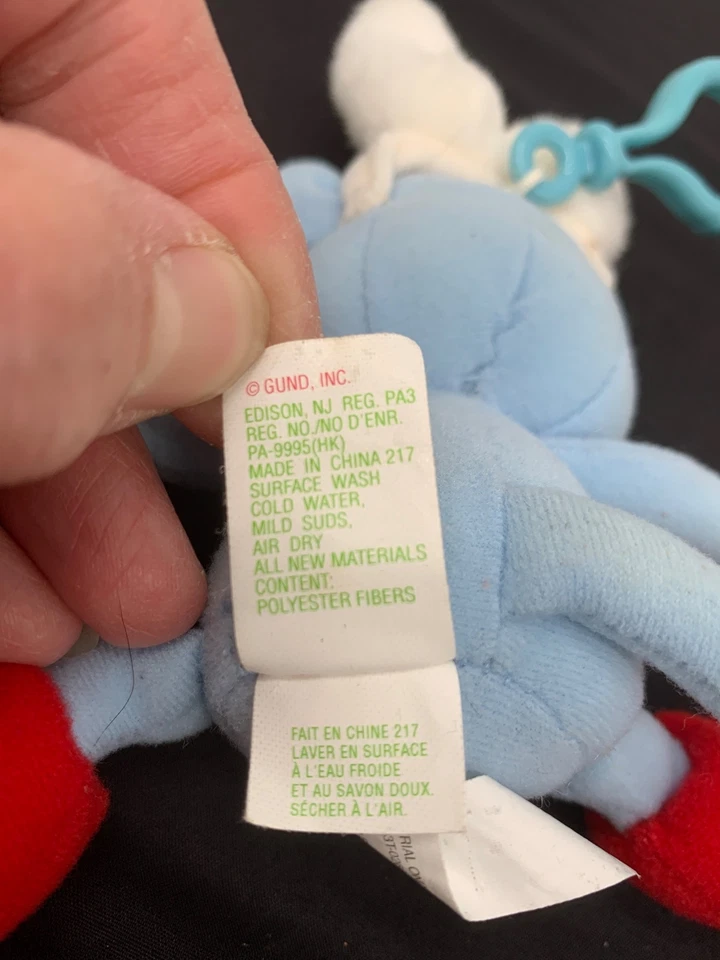 © GUND, INC.
EDISON, NJ REG. PA3
REG. NO./NO D'ENR.
PA-9995(HK)
MADE IN CHINA 217
SURFACE WASH
COLD WATER,
MILD SUDS,
AIR DRY
ALL NEW MATERIALS
CONTENT:
POLYESTER FIBERS
FAIT EN CHINE 217
LAVER EN SURFACE
À L'EAU FROIDE
ET AU SAVON DOUX.
SÉCHER À L'AIR.